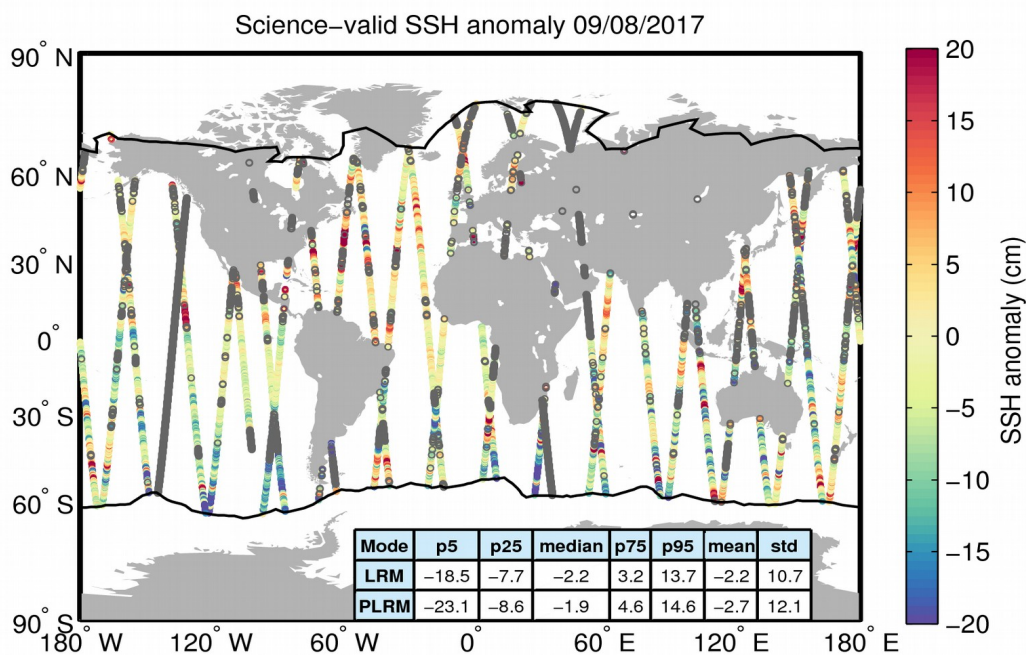 Science−valid SSH anomaly 09/08/2017
90° N
60° N
30° N
0°
30° S
60° S
90° S
180° W 120° W 60° W 0° 60° E 120° E 180° E
Mode p5 p25 median p75 p95 mean std
LRM −18.5 −7.7 −2.2 3.2 13.7 −2.2 10.7
PLRM −23.1 −8.6 −1.9 4.6 14.6 −2.7 12.1
20
15
10
5
0
−5
−10
−15
−20
SSH anomaly (cm)